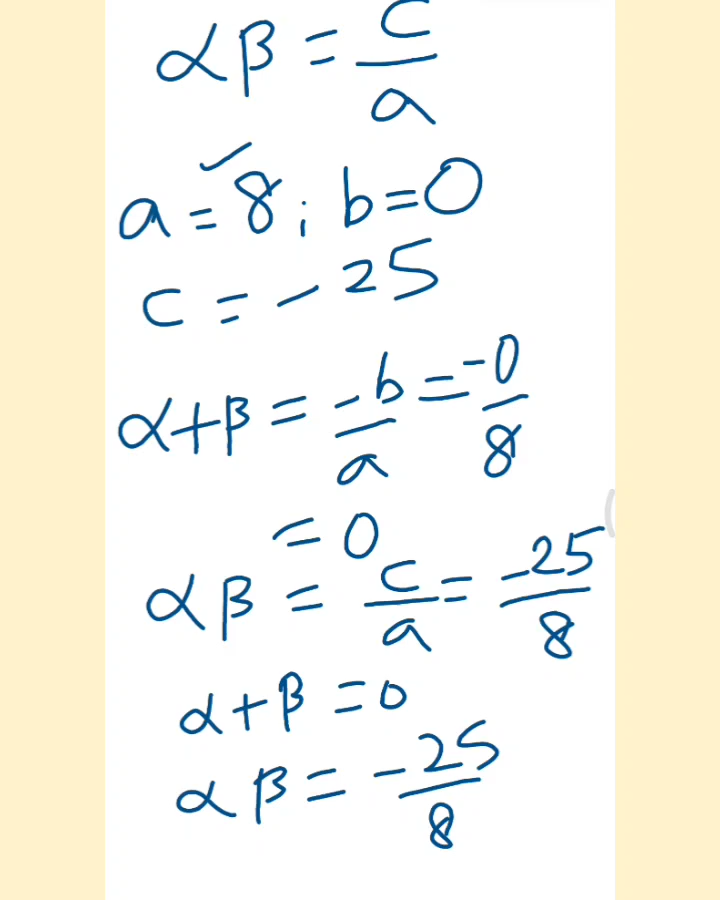 αβ = c/a
a = 8; b = 0
c = -25
α+β = -b/a = -0/8
= 0
αβ = c/a = -25/8
α+β = 0
αβ = -25/8